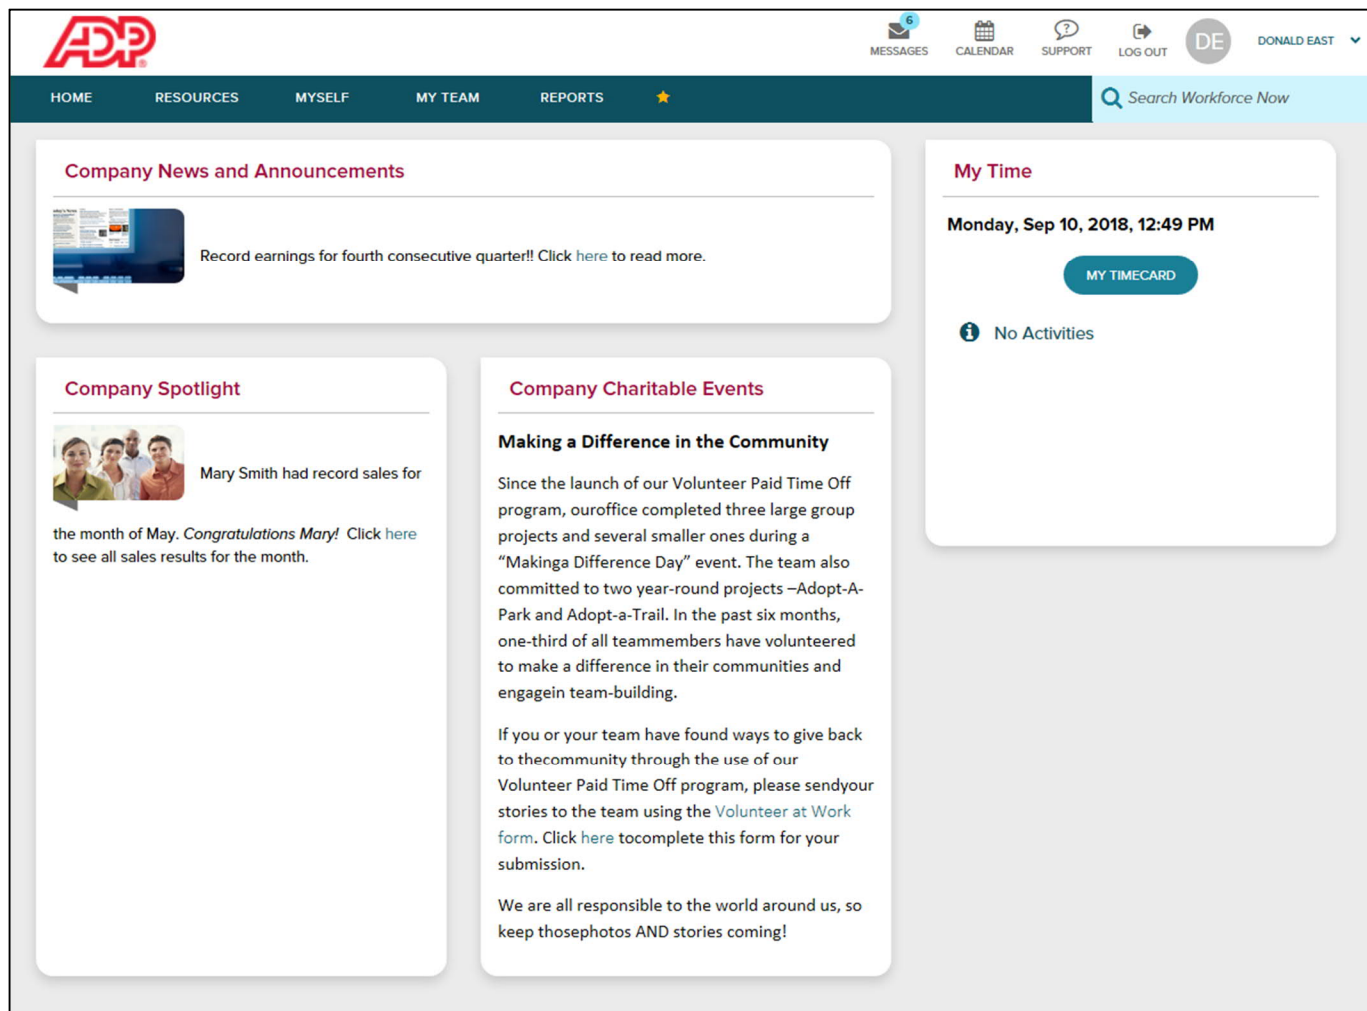 ADP
6
MESSAGES
CALENDAR
SUPPORT
LOG OUT
DE
DONALD EAST
HOME
RESOURCES
MYSELF
MY TEAM
REPORTS
Search Workforce Now
Company News and Announcements
Record earnings for fourth consecutive quarter!! Click here to read more.
My Time
Monday, Sep 10, 2018, 12:49 PM
MY TIMECARD
No Activities
Company Spotlight
Mary Smith had record sales for
the month of May. Congratulations Mary! Click here
to see all sales results for the month.
Company Charitable Events
Making a Difference in the Community
Since the launch of our Volunteer Paid Time Off
program, ouroffice completed three large group
projects and several smaller ones during a
“Makinga Difference Day” event. The team also
committed to two year-round projects –Adopt-A-
Park and Adopt-a-Trail. In the past six months,
one-third of all teammembers have volunteered
to make a difference in their communities and
engagein team-building.
If you or your team have found ways to give back
to thecommunity through the use of our
Volunteer Paid Time Off program, please sendyour
stories to the team using the Volunteer at Work
form. Click here tocomplete this form for your
submission.
We are all responsible to the world around us, so
keep thosephotos AND stories coming!